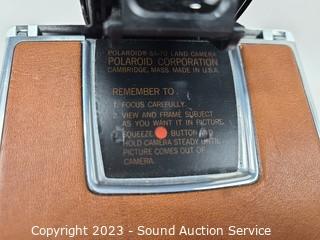 POLAROID® SX-70 LAND CAMERA
POLAROID CORPORATION
CAMBRIDGE, MASS. MADE IN U.S.A.
REMEMBER TO:
1. FOCUS CAREFULLY.
2. VIEW AND FRAME SUBJECT
AS YOU WANT IT IN PICTURE.
3. SQUEEZE BUTTON AND
HOLD CAMERA STEADY UNTIL
PICTURE COMES OUT OF
CAMERA.
Copyright 2023 - Sound Auction Service